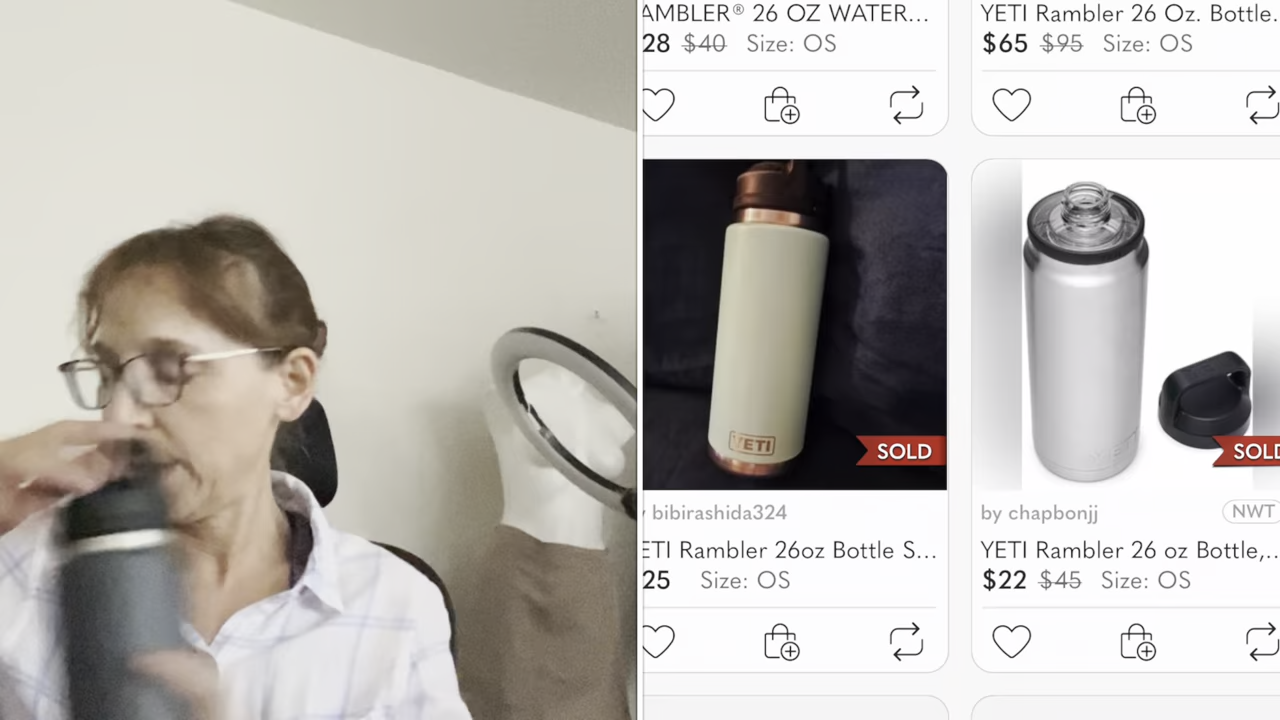 AMBLER® 26 OZ WATER...
28 $40 Size: OS
YETI Rambler 26 Oz. Bottle.
$65 $95 Size: OS
YETI
SOLD
bibirashida324
ETI Rambler 26oz Bottle S...
25 Size: OS
SOLD
by chapbonjj NWT
YETI Rambler 26 oz Bottle,..
$22 $45 Size: OS